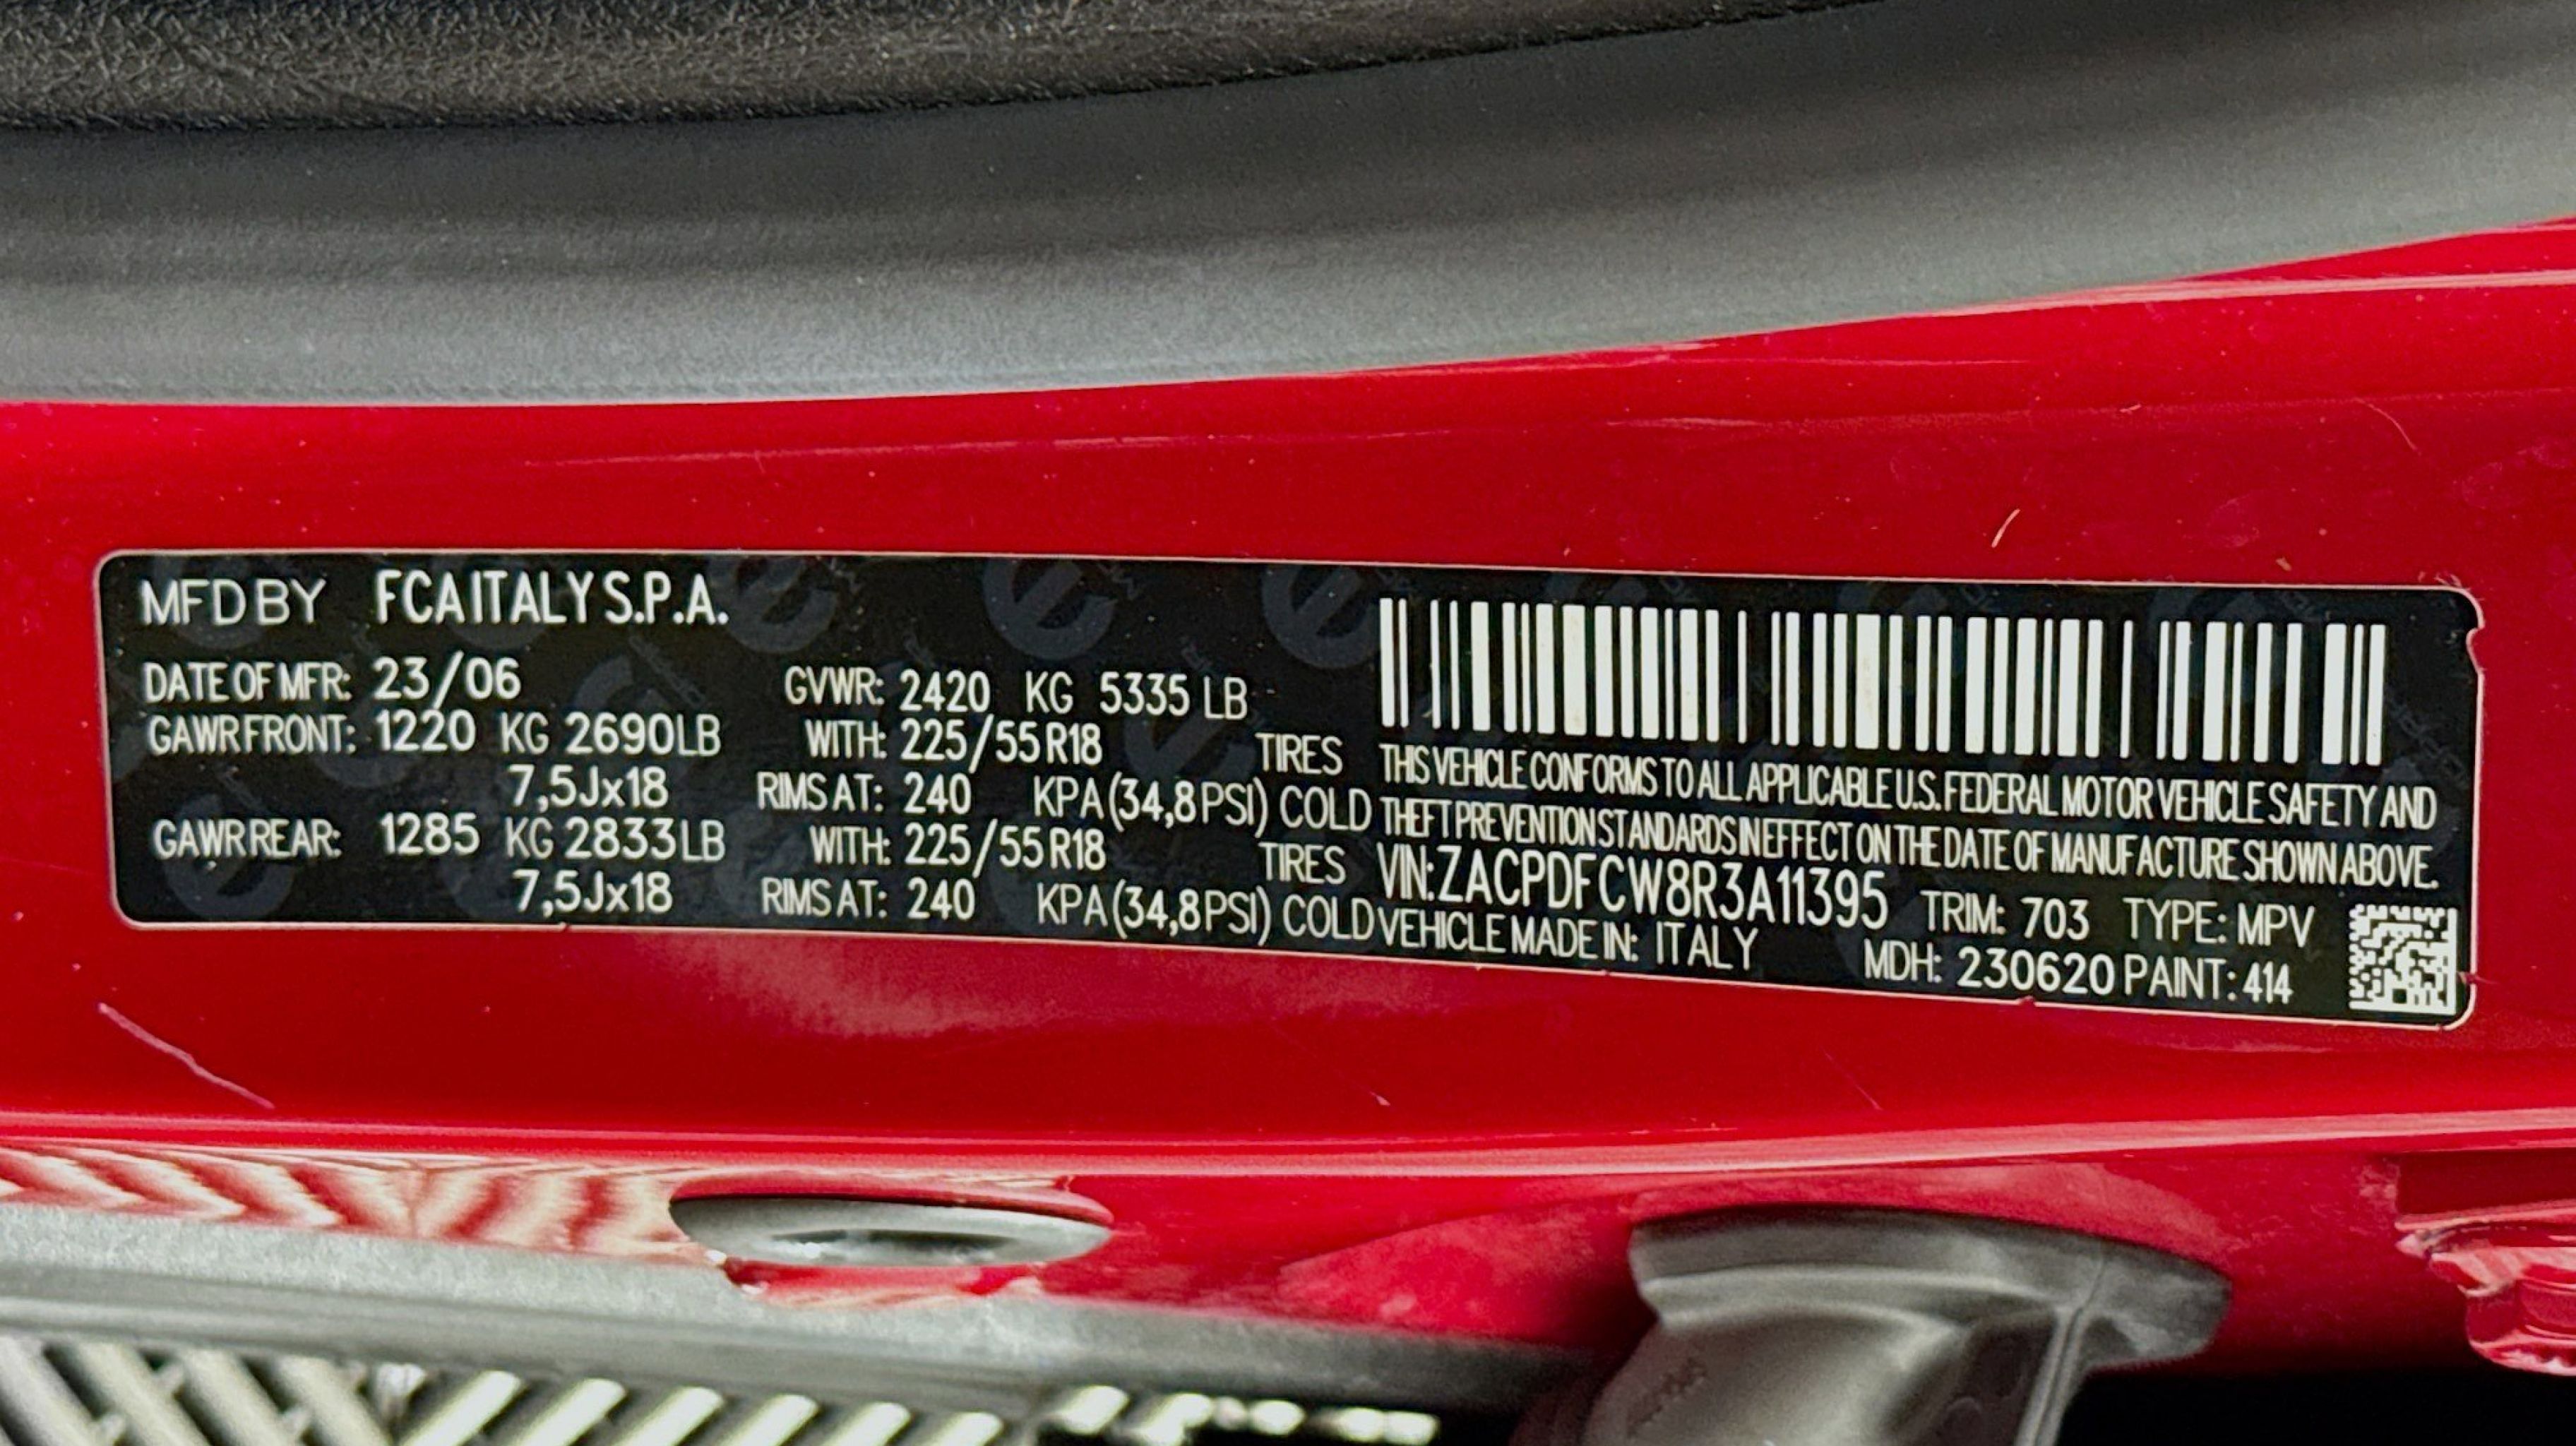 MFD BY FCA ITALY S.P.A.
DATE OF MFR: 23/06 GVWR: 2420 KG 5335 LB
GAWR FRONT: 1220 KG 2690 LB WITH: 225/55 R18 TIRES
7,5Jx18 RIMS AT: 240 KPA (34,8 PSI) COLD
GAWR REAR: 1285 KG 2833 LB WITH: 225/55 R18 TIRES
7,5Jx18 RIMS AT: 240 KPA (34,8 PSI) COLD
THIS VEHICLE CONFORMS TO ALL APPLICABLE U.S. FEDERAL MOTOR VEHICLE SAFETY AND
THEFT PREVENTION STANDARDS IN EFFECT ON THE DATE OF MANUFACTURE SHOWN ABOVE.
VIN: ZACPDFCW8R3A11395 TRIM: 703 TYPE: MPV
VEHICLE MADE IN: ITALY MDH: 230620 PAINT: 414